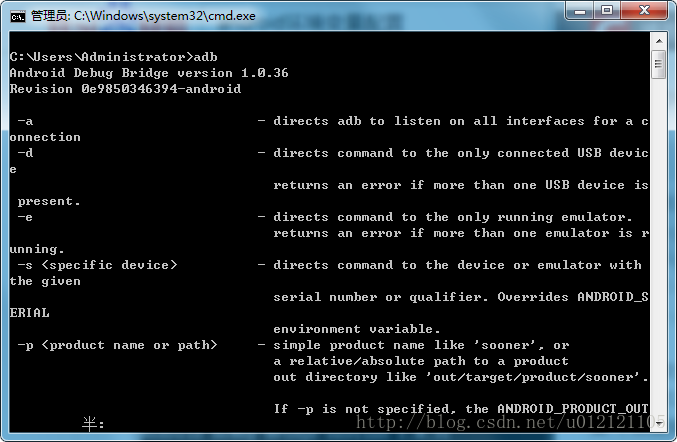 管理员: C:\Windows\system32\cmd.exe
C:\Users\Administrator>adb
Android Debug Bridge version 1.0.36
Revision 0e9850346394-android
-a - directs adb to listen on all interfaces for a c
onnection
-d - directs command to the only connected USB devic
e
returns an error if more than one USB device is
present.
-e - directs command to the only running emulator.
returns an error if more than one emulator is r
unning.
-s <specific device> - directs command to the device or emulator with
the given
serial number or qualifier. Overrides ANDROID_S
ERIAL
environment variable.
-p <product name or path> - simple product name like 'sooner', or
a relative/absolute path to a product
out directory like 'out/target/product/sooner'.
If -p is not specified, the ANDROID_PRODUCT_OUT
半:
http://blog.csdn.net/u012121105